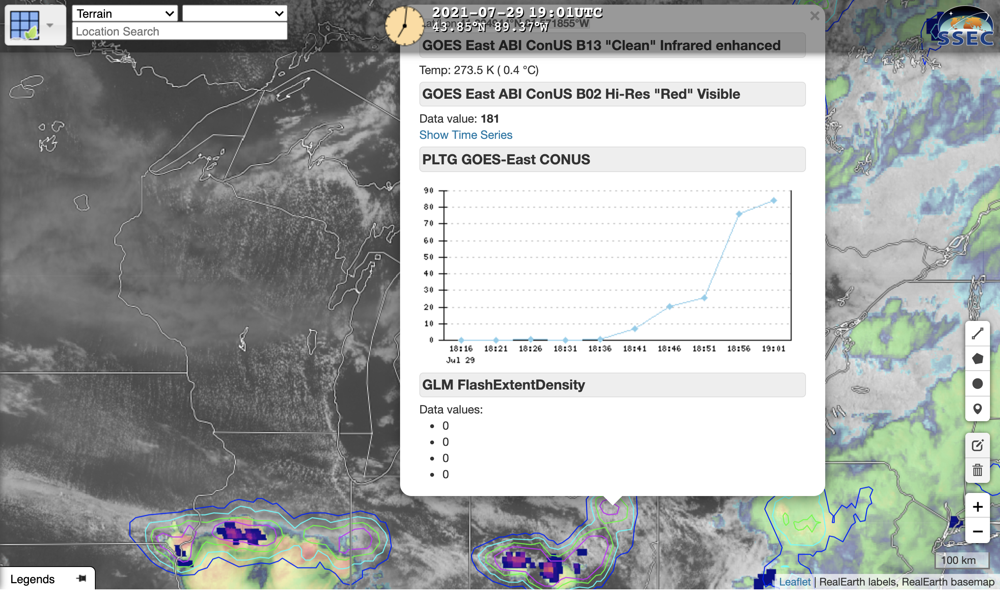 Terrain
Location Search
2021-07-29 19:01UTC
43.85°N 89.37°W
GOES East ABI ConUS B13 "Clean" Infrared enhanced
Temp: 273.5 K ( 0.4 °C)
GOES East ABI ConUS B02 Hi-Res "Red" Visible
Data value: 181
Show Time Series
PLTG GOES-East CONUS
90
80
70
60
50
40
30
20
10
0
18:16 18:21 18:26 18:31 18:36 18:41 18:46 18:51 18:56 19:01
Jul 29
GLM FlashExtentDensity
Data values:
0
0
0
0
SSEC
+
−
100 km
Legends
Leaflet | RealEarth labels, RealEarth basemap